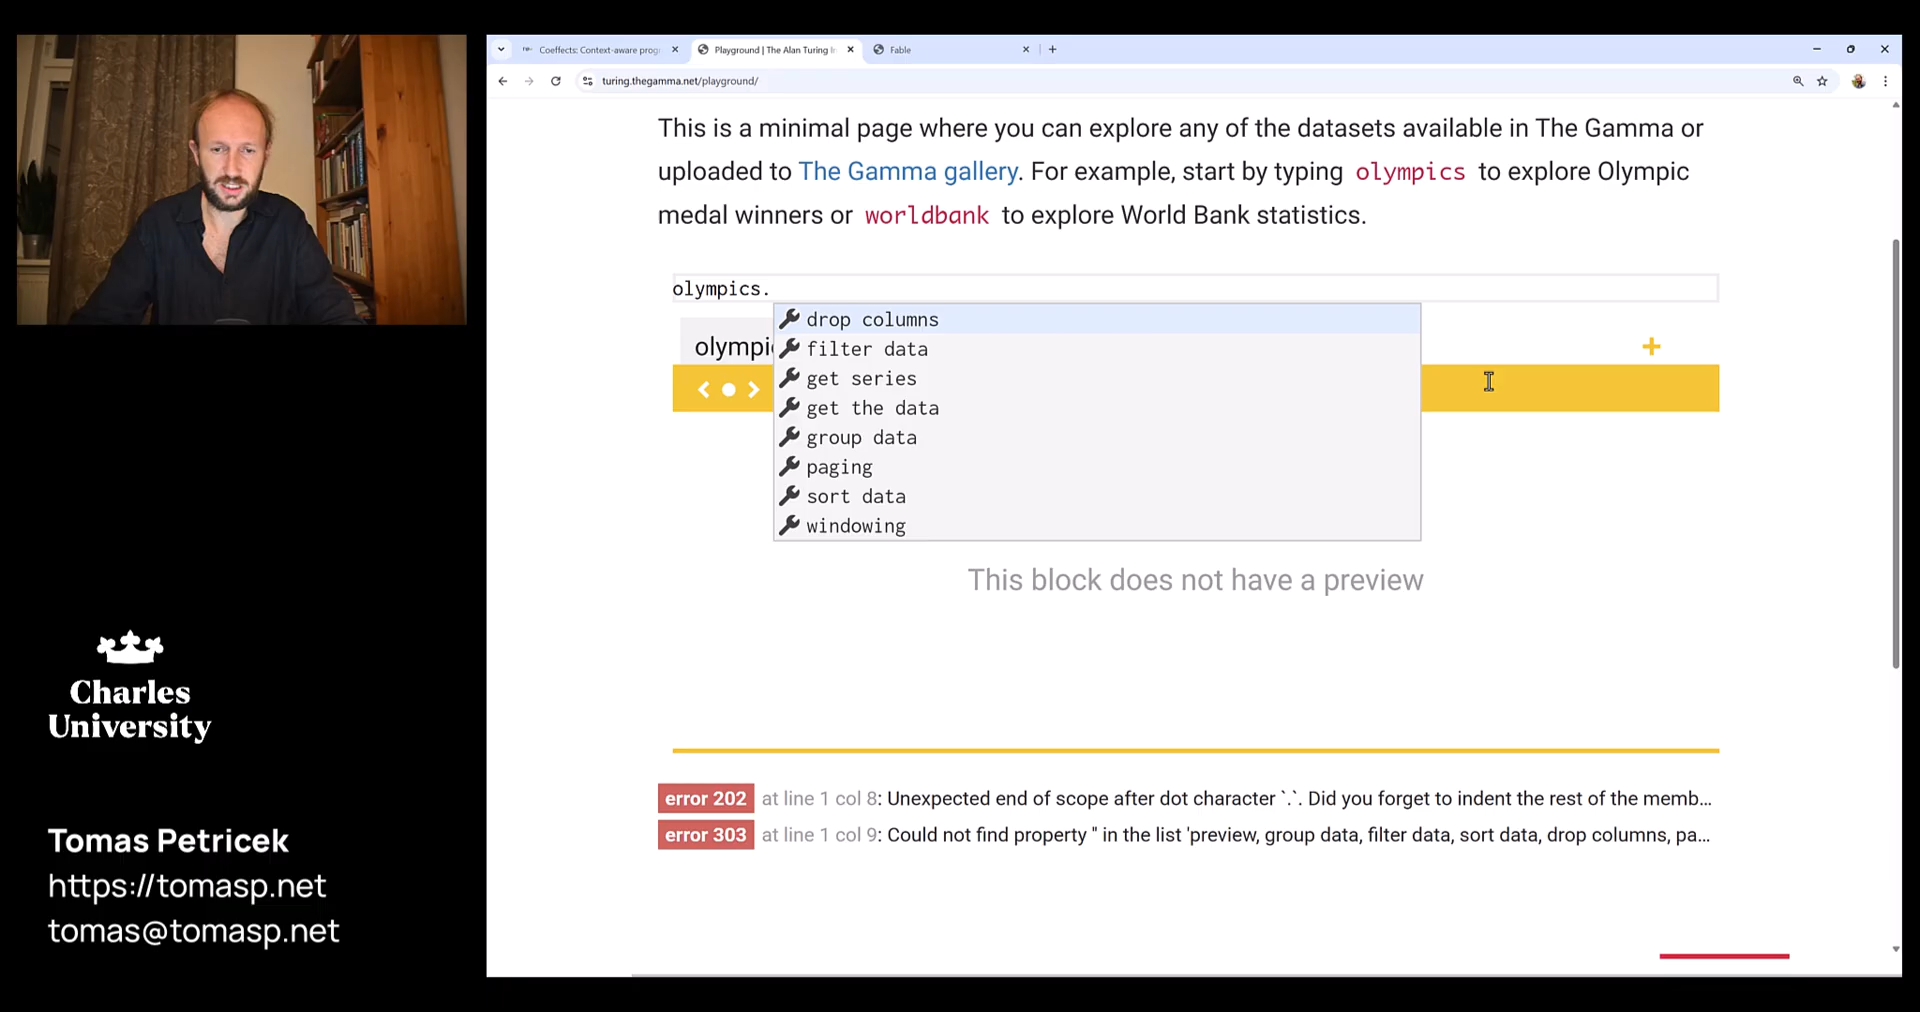 Coeffects: Context-aware prog
Playground | The Alan Turing In
Fable
turing.thegamma.net/playground/
This is a minimal page where you can explore any of the datasets available in The Gamma or
uploaded to The Gamma gallery. For example, start by typing olympics to explore Olympic
medal winners or worldbank to explore World Bank statistics.
olympics.
olympic
drop columns
filter data
get series
get the data
group data
paging
sort data
windowing
This block does not have a preview
error 202 at line 1 col 8: Unexpected end of scope after dot character `.`. Did you forget to indent the rest of the memb...
error 303 at line 1 col 9: Could not find property '' in the list 'preview, group data, filter data, sort data, drop columns, pa...
Charles
University
Tomas Petricek
https://tomasp.net
tomas@tomasp.net